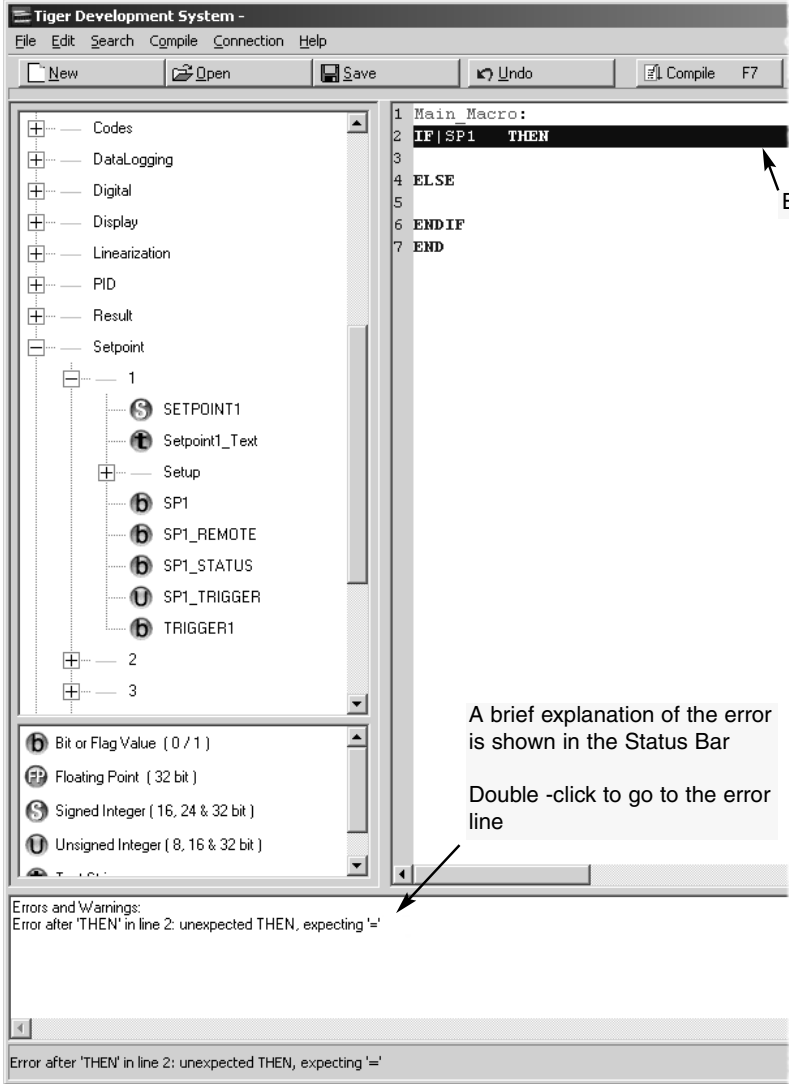 Tiger Development System -
File Edit Search Compile Connection Help
New Open Save Undo Compile F7
Codes
DataLogging
Digital
Display
Linearization
PID
Result
Setpoint
1
SETPOINT1
Setpoint1_Text
Setup
SP1
SP1_REMOTE
SP1_STATUS
SP1_TRIGGER
TRIGGER1
2
3
b Bit or Flag Value ( 0 / 1 )
FP Floating Point ( 32 bit )
S Signed Integer ( 16, 24 & 32 bit )
U Unsigned Integer ( 8, 16 & 32 bit )
1 Main_Macro:
2 IF|SP1 THEN
3
4 ELSE
5
6 ENDIF
7 END
A brief explanation of the error
is shown in the Status Bar
Double -click to go to the error
line
Errors and Warnings:
Error after 'THEN' in line 2: unexpected THEN, expecting '='
Error after 'THEN' in line 2: unexpected THEN, expecting '='